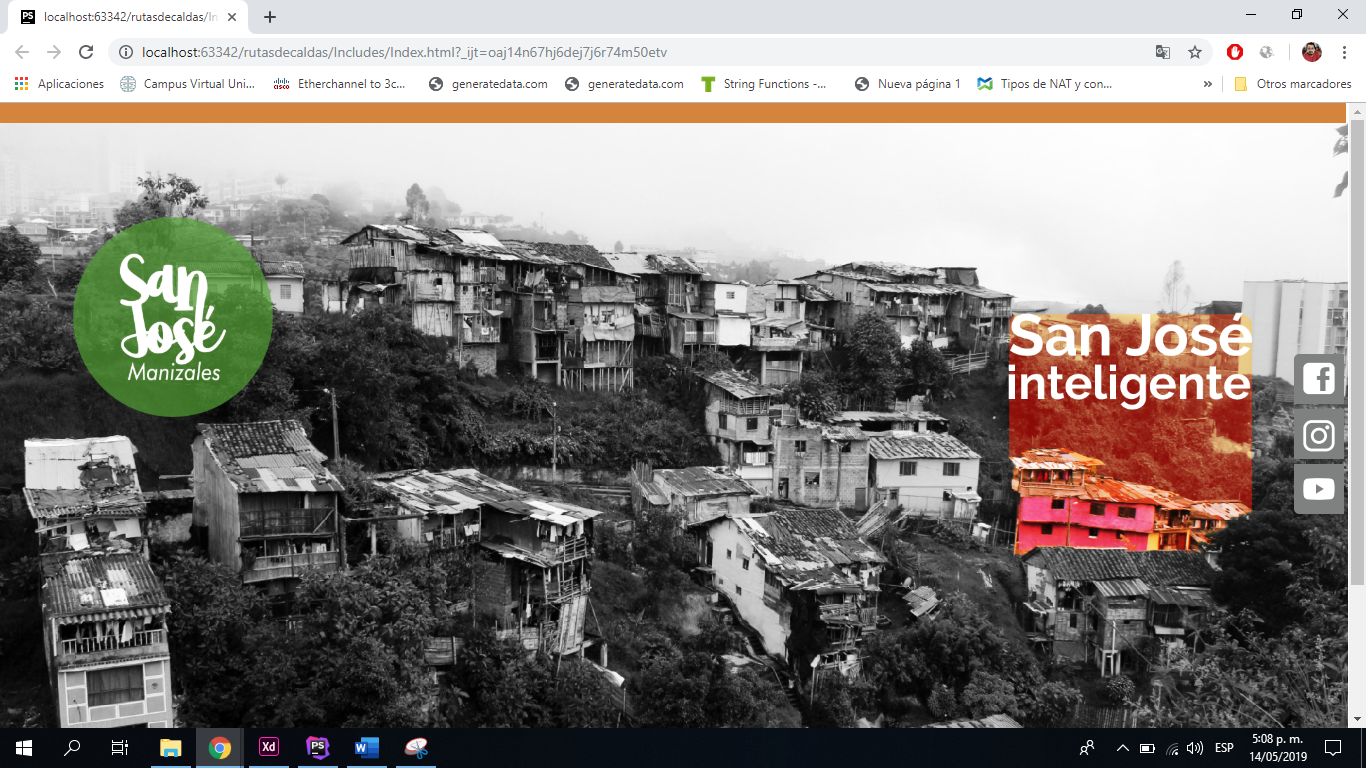 PS localhost:63342/rutasdecaldas/In
localhost:63342/rutasdecaldas/Includes/Index.html?_ijt=oaj14n67hj6dej7j6r74m50etv
Aplicaciones Campus Virtual Uni... cisco Etherchannel to 3c... generatedata.com generatedata.com String Functions -... Nueva página 1 Tipos de NAT y con... » Otros marcadores
San
José
Manizales
San José
inteligente
Xd PS W ESP 5:08 p. m.
14/05/2019